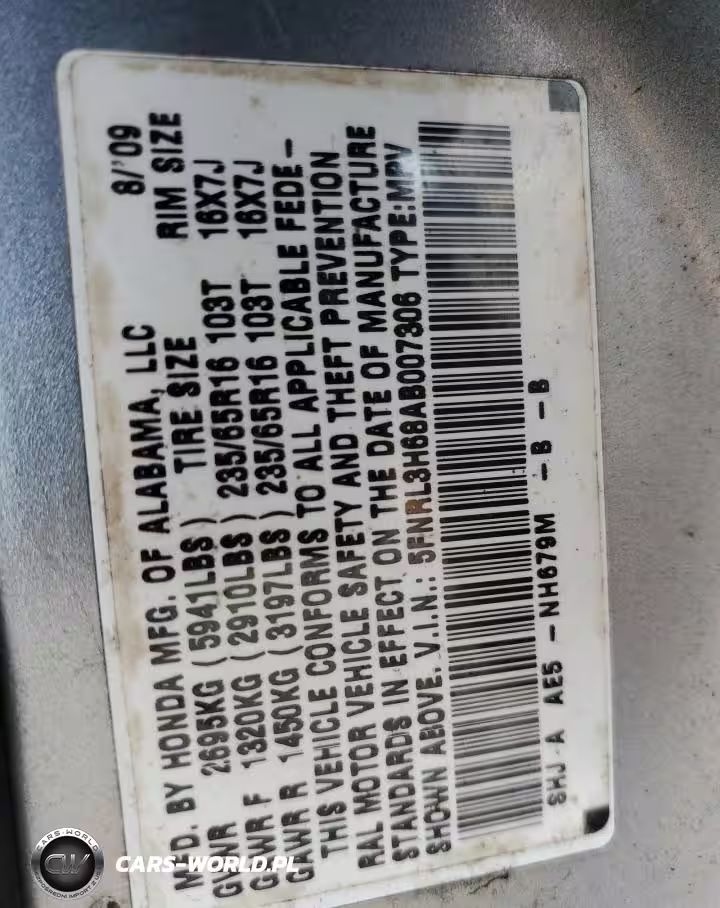 MFD. BY HONDA MFG. OF ALABAMA, LLC 8/'09
GVWR 2695KG (5941LBS) TIRE SIZE RIM SIZE
GAWR F 1320KG (2910LBS) 235/65R16 103T 16X7J
GAWR R 1450KG (3197LBS) 235/65R16 103T 16X7J
THIS VEHICLE CONFORMS TO ALL APPLICABLE FEDE-
RAL MOTOR VEHICLE SAFETY AND THEFT PREVENTION
STANDARDS IN EFFECT ON THE DATE OF MANUFACTURE
SHOWN ABOVE. V.I.N.: 5FNRL3H68AB007306 TYPE:MPV
SHJ A AE5 - NH679M - B - B
CARS-WORLD
CW
CARS-WORLD.PL